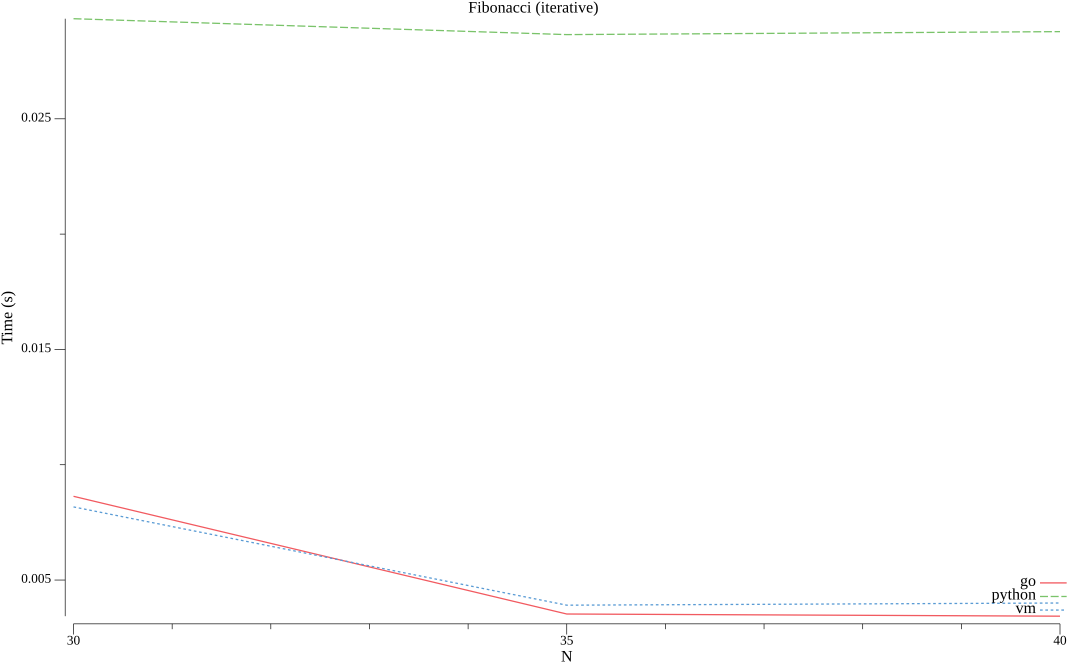 Fibonacci (iterative)
0.025
Time (s)
0.015
0.005
go
python
vm
30
35
40
N